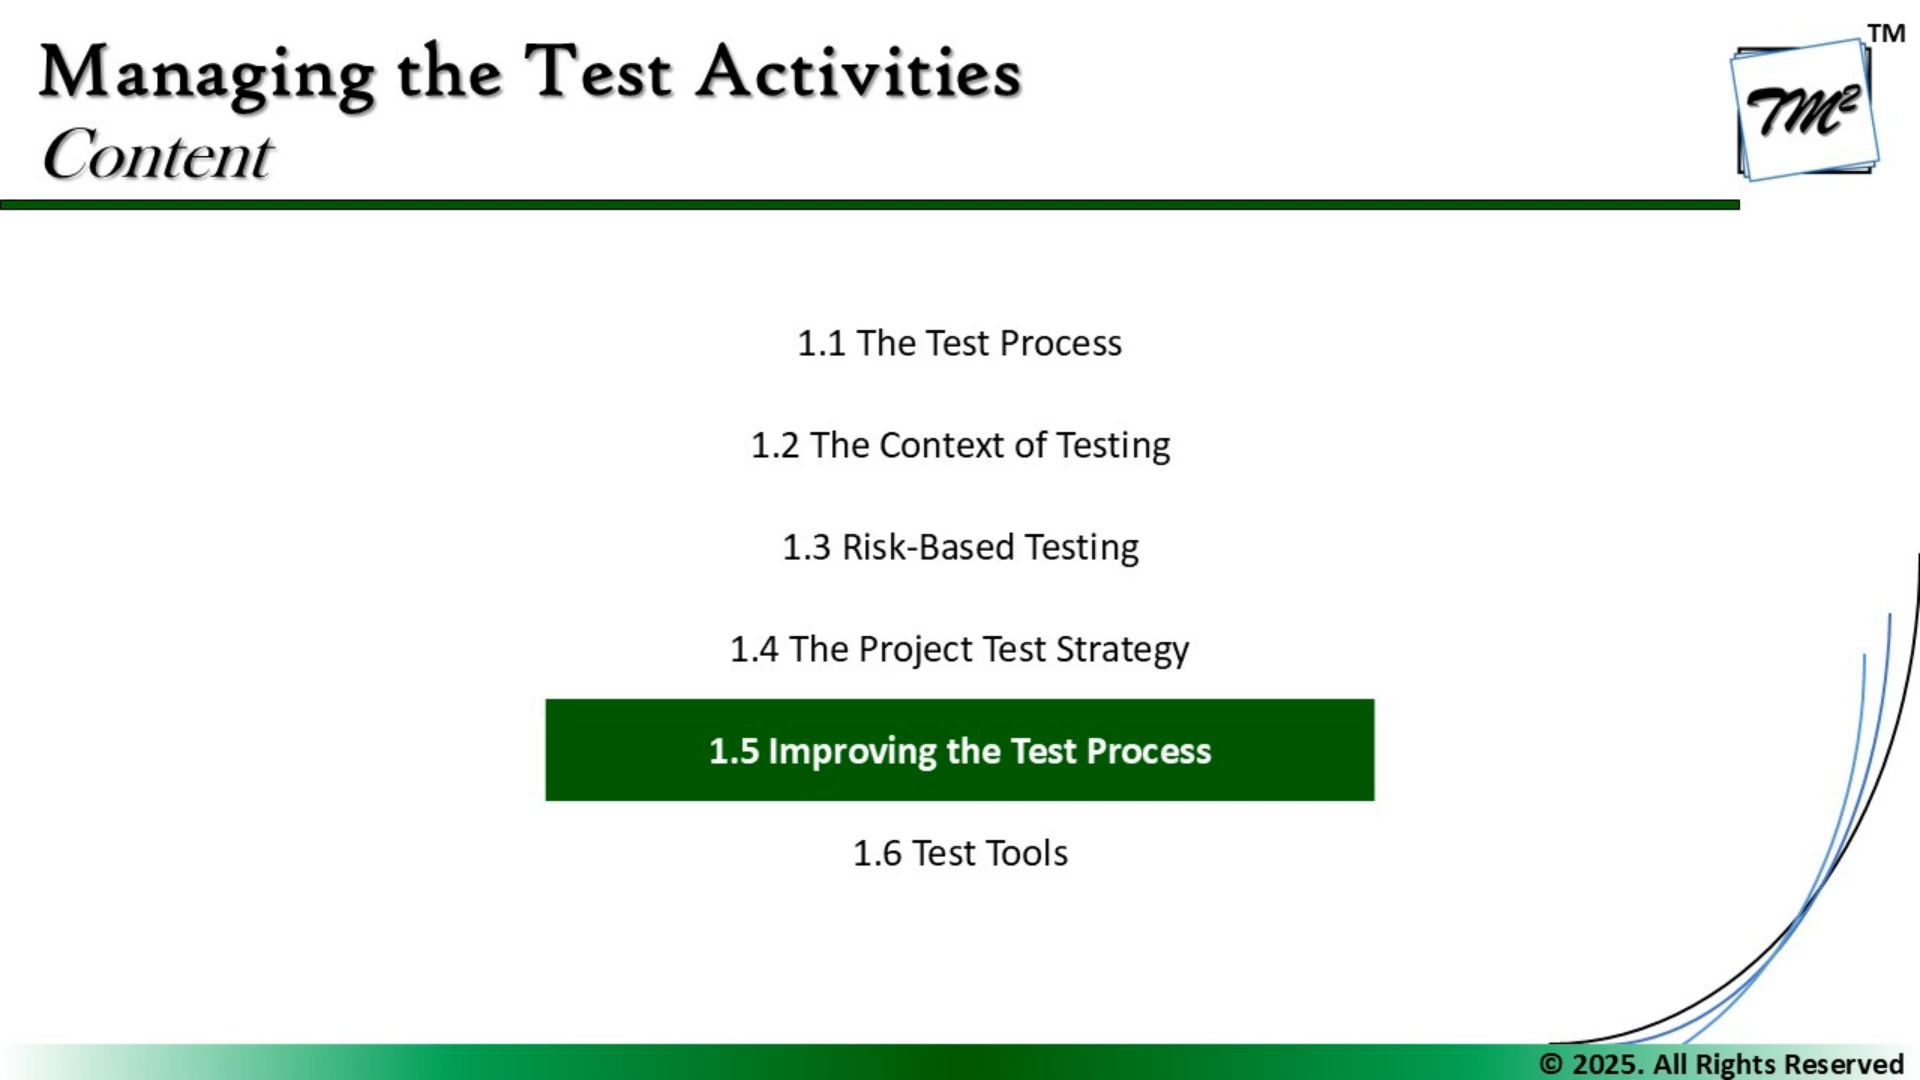 Managing the Test Activities
Content
TM
TM²
1.1 The Test Process
1.2 The Context of Testing
1.3 Risk-Based Testing
1.4 The Project Test Strategy
1.5 Improving the Test Process
1.6 Test Tools
© 2025. All Rights Reserved